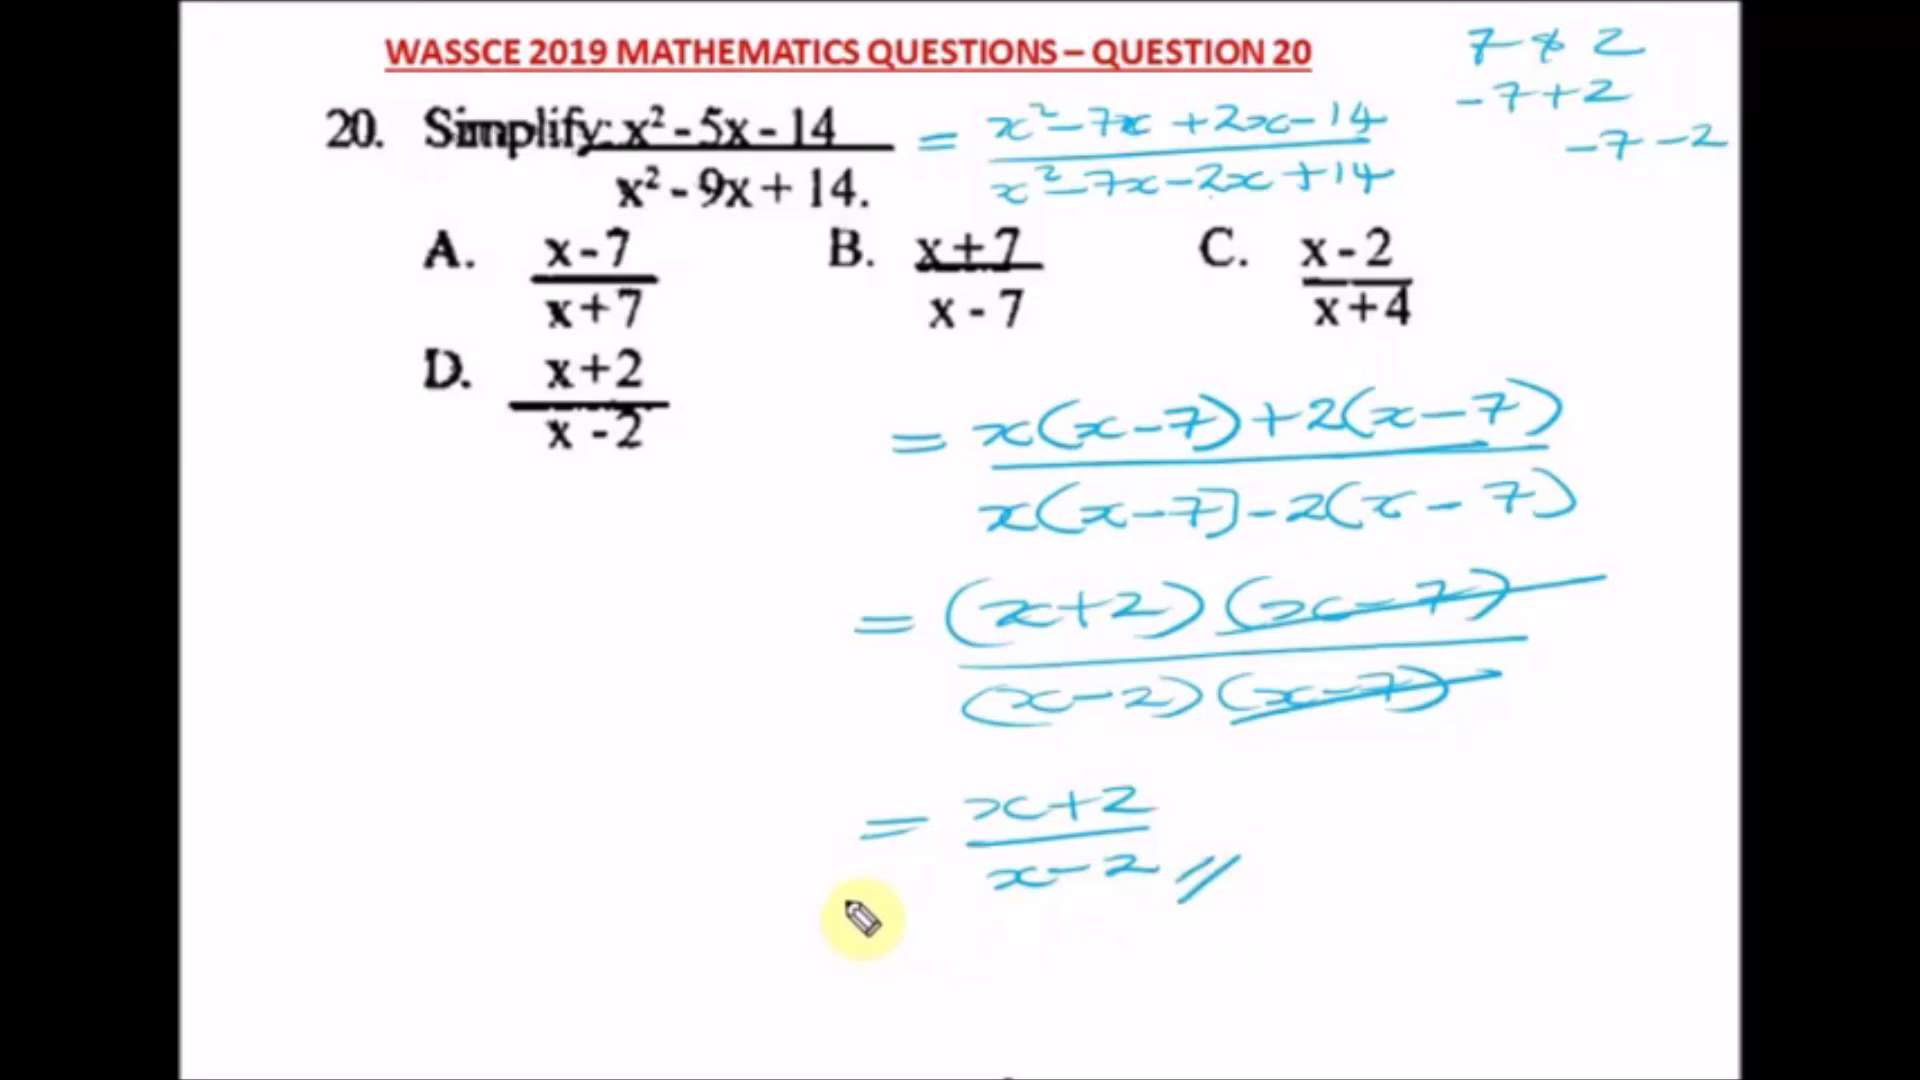 WASSCE 2019 MATHEMATICS QUESTIONS – QUESTION 20
7 & 2
-7+2
-7-2
20. Simplify: x² - 5x - 14 = x²-7x+2x-14
x² - 9x + 14. x²-7x-2x+14
A. x - 7 B. x + 7 C. x - 2
x + 7 x - 7 x + 4
D. x + 2
x - 2
= x(x-7)+2(x-7)
x(x-7)-2(x-7)
= (x+2)(x-7)
(x-2)(x-7)
= x+2
x-2 //